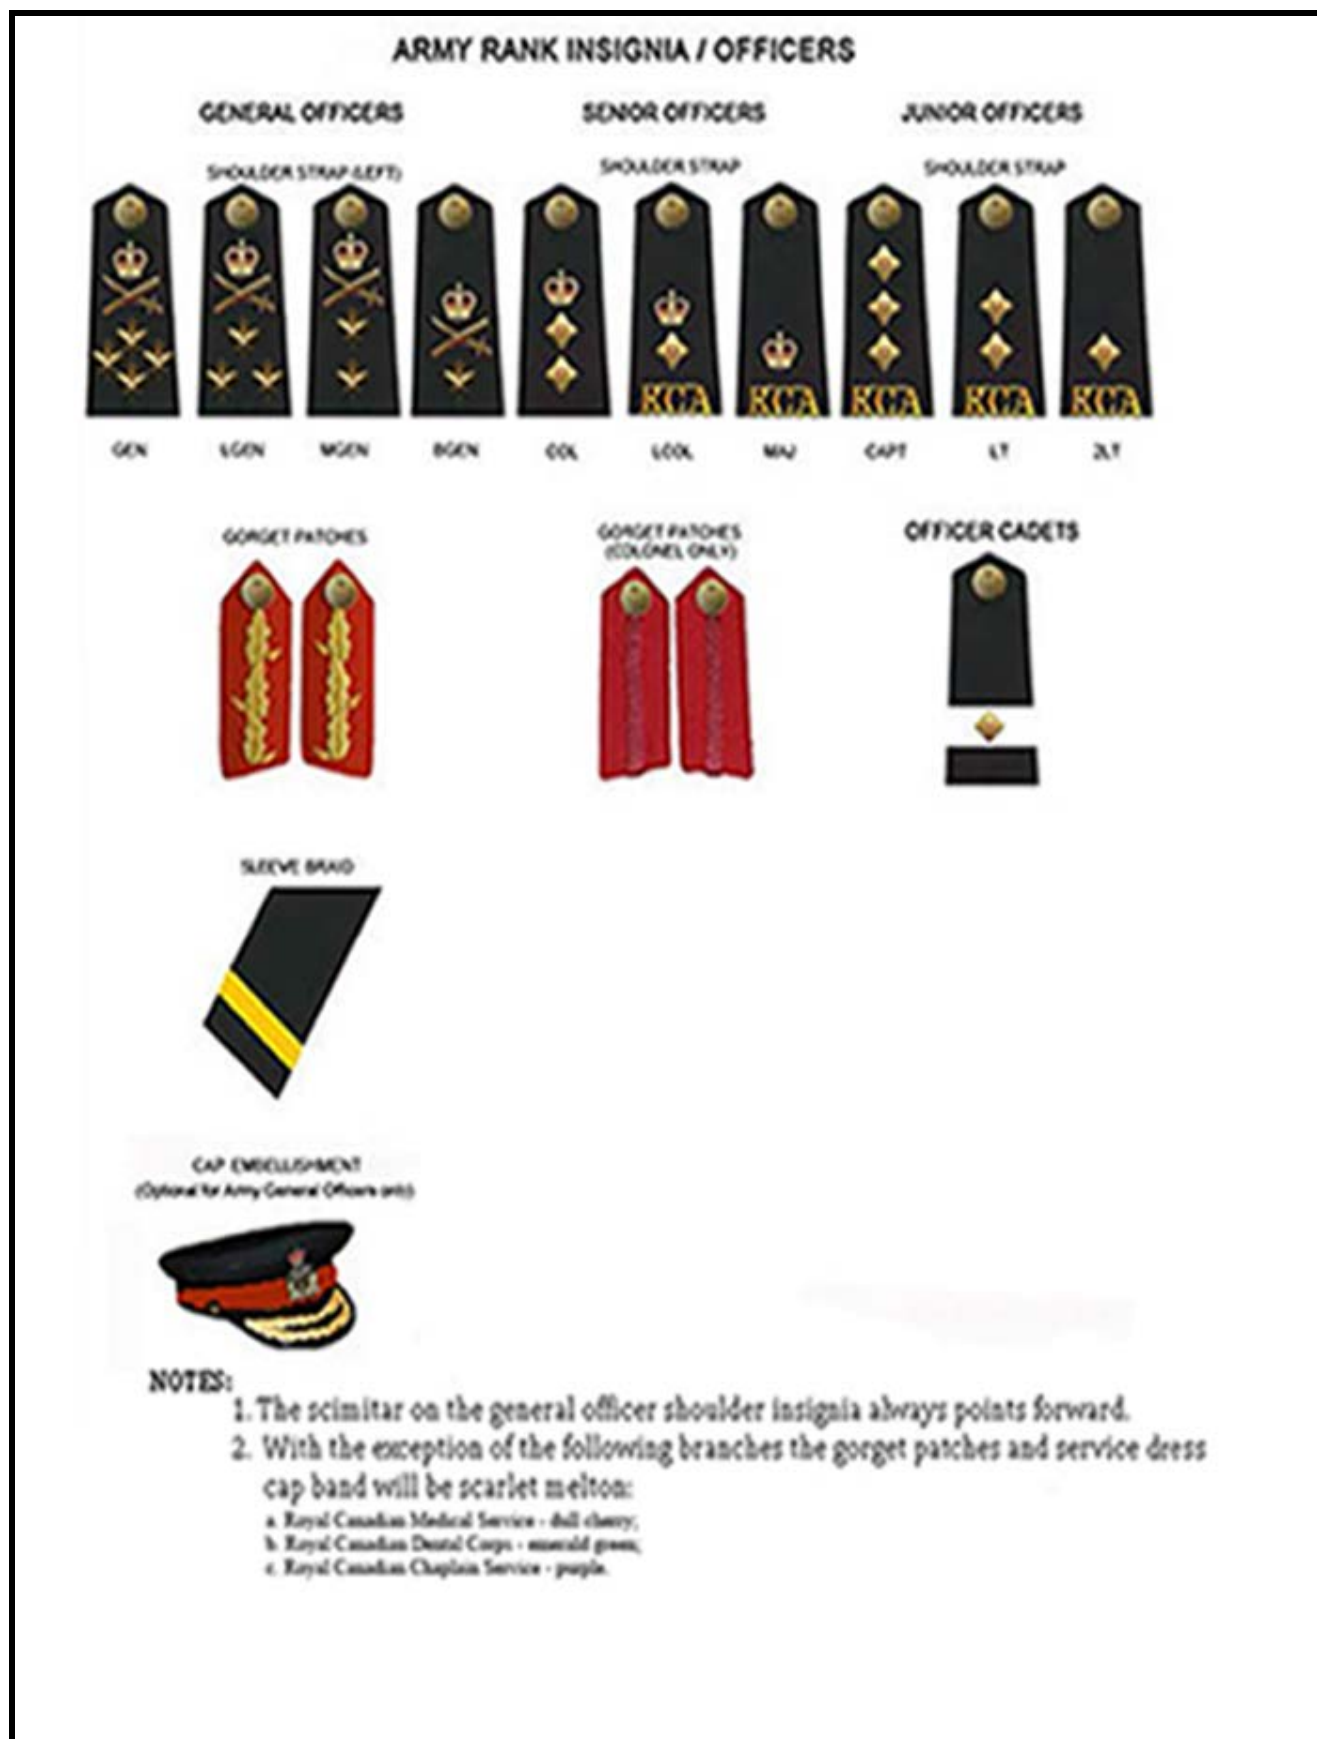 ARMY RANK INSIGNIA / OFFICERS
GENERAL OFFICERS SENIOR OFFICERS JUNIOR OFFICERS
SHOULDER STRAP (LEFT) SHOULDER STRAP SHOULDER STRAP
KCA KCA KCA KCA KCA
GEN LGEN MGEN BGEN COL LCOL MAJ CAPT LT 2LT
GORGET PATCHES GORGET PATCHES OFFICER CADETS
(COLONEL ONLY)
SLEEVE BRAID
CAP EMBELLISHMENT
(Optional for Army General Officers only)
NOTES:
1. The scimitar on the general officer shoulder insignia always points forward.
2. With the exception of the following branches the gorget patches and service dress
cap band will be scarlet melton:
a. Royal Canadian Medical Service - dull cherry;
b. Royal Canadian Dental Corps - emerald green;
c. Royal Canadian Chaplain Service - purple.